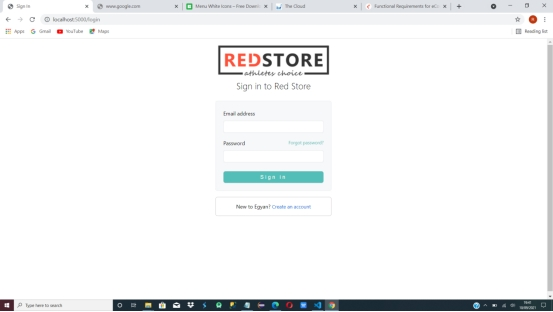 Sign in
www.google.com
Menu White Icons – Free Downl
The Cloud
Functional Requirements for eCo
localhost:5000/login
Apps
Gmail
YouTube
Maps
Reading list
REDSTORE
athletes choice
Sign in to Red Store
Email address
Password
Forgot password?
Sign in
New to Egyan? Create an account
Type here to search